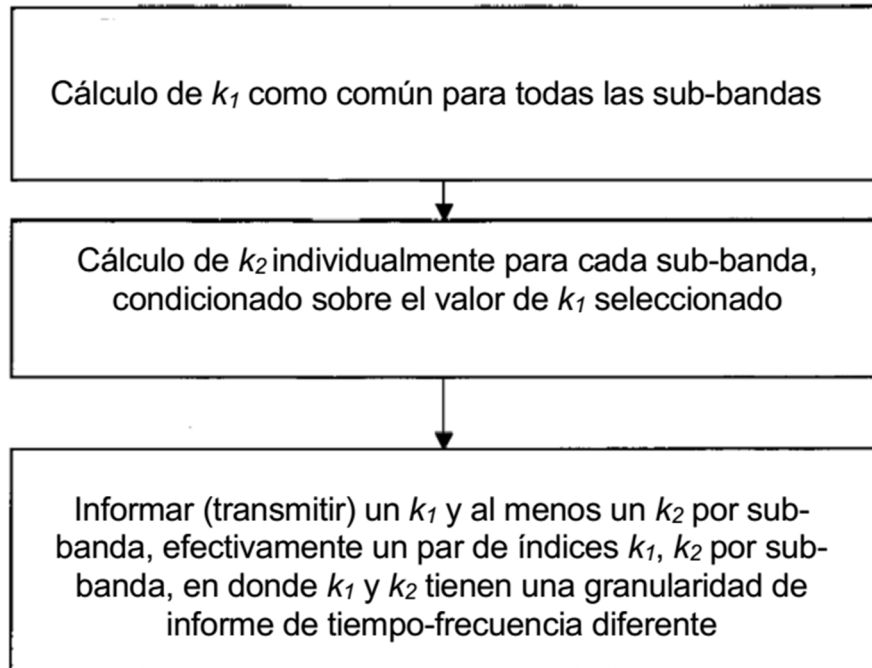 Cálculo de k1 como común para todas las sub-bandas
Cálculo de k2 individualmente para cada sub-banda,
condicionado sobre el valor de k1 seleccionado
Informar (transmitir) un k1 y al menos un k2 por sub-
banda, efectivamente un par de índices k1, k2 por sub-
banda, en donde k1 y k2 tienen una granularidad de
informe de tiempo-frecuencia diferente